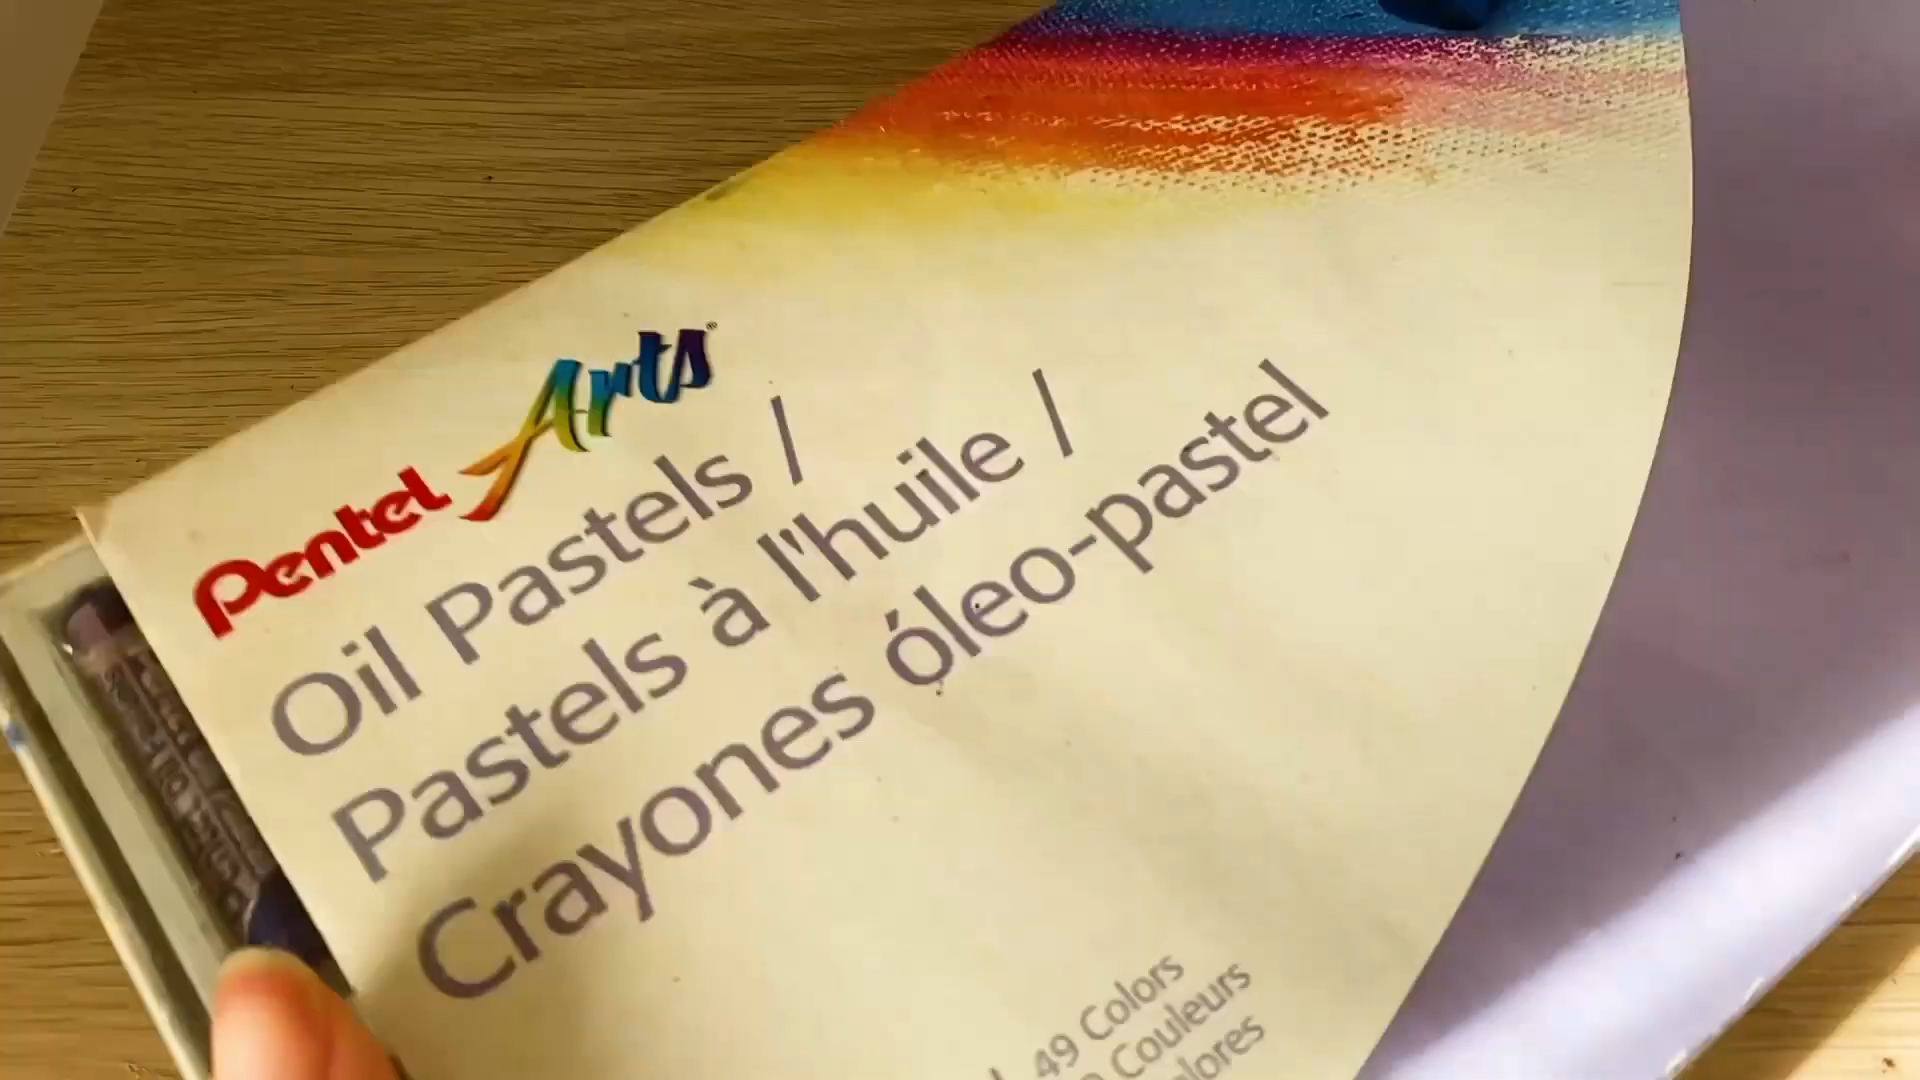 Pentel Arts®
Oil Pastels /
Pastels à l'huile /
Crayones óleo-pastel
49 Colors
Couleurs